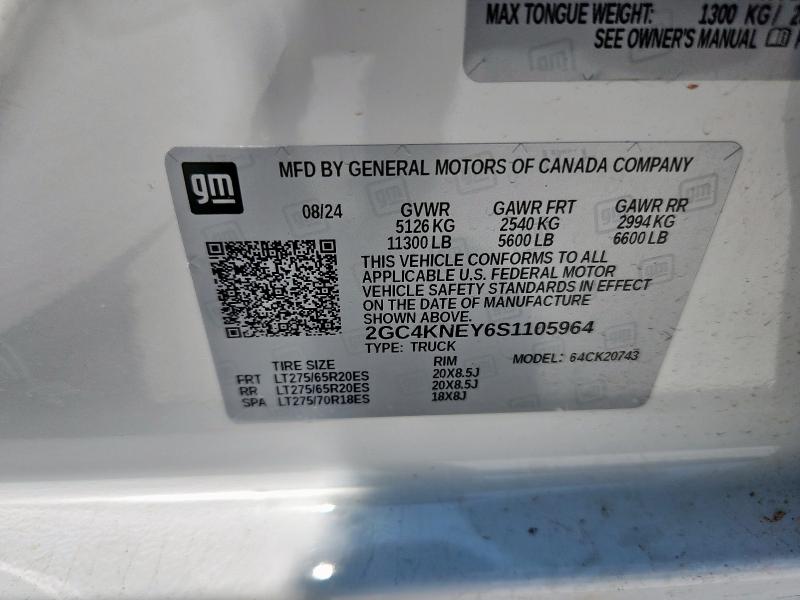 MAX TONGUE WEIGHT: 1300 KG/
SEE OWNER'S MANUAL
gm
MFD BY GENERAL MOTORS OF CANADA COMPANY
08/24 GVWR GAWR FRT GAWR RR
5126 KG 2540 KG 2994 KG
11300 LB 5600 LB 6600 LB
THIS VEHICLE CONFORMS TO ALL
APPLICABLE U.S. FEDERAL MOTOR
VEHICLE SAFETY STANDARDS IN EFFECT
ON THE DATE OF MANUFACTURE
SHOWN ABOVE.
2GC4KNEY6S1105964
TYPE: TRUCK MODEL: 64CK20743
TIRE SIZE RIM
FRT LT275/65R20ES 20X8.5J
RR LT275/65R20ES 20X8.5J
SPA LT275/70R18ES 18X8J